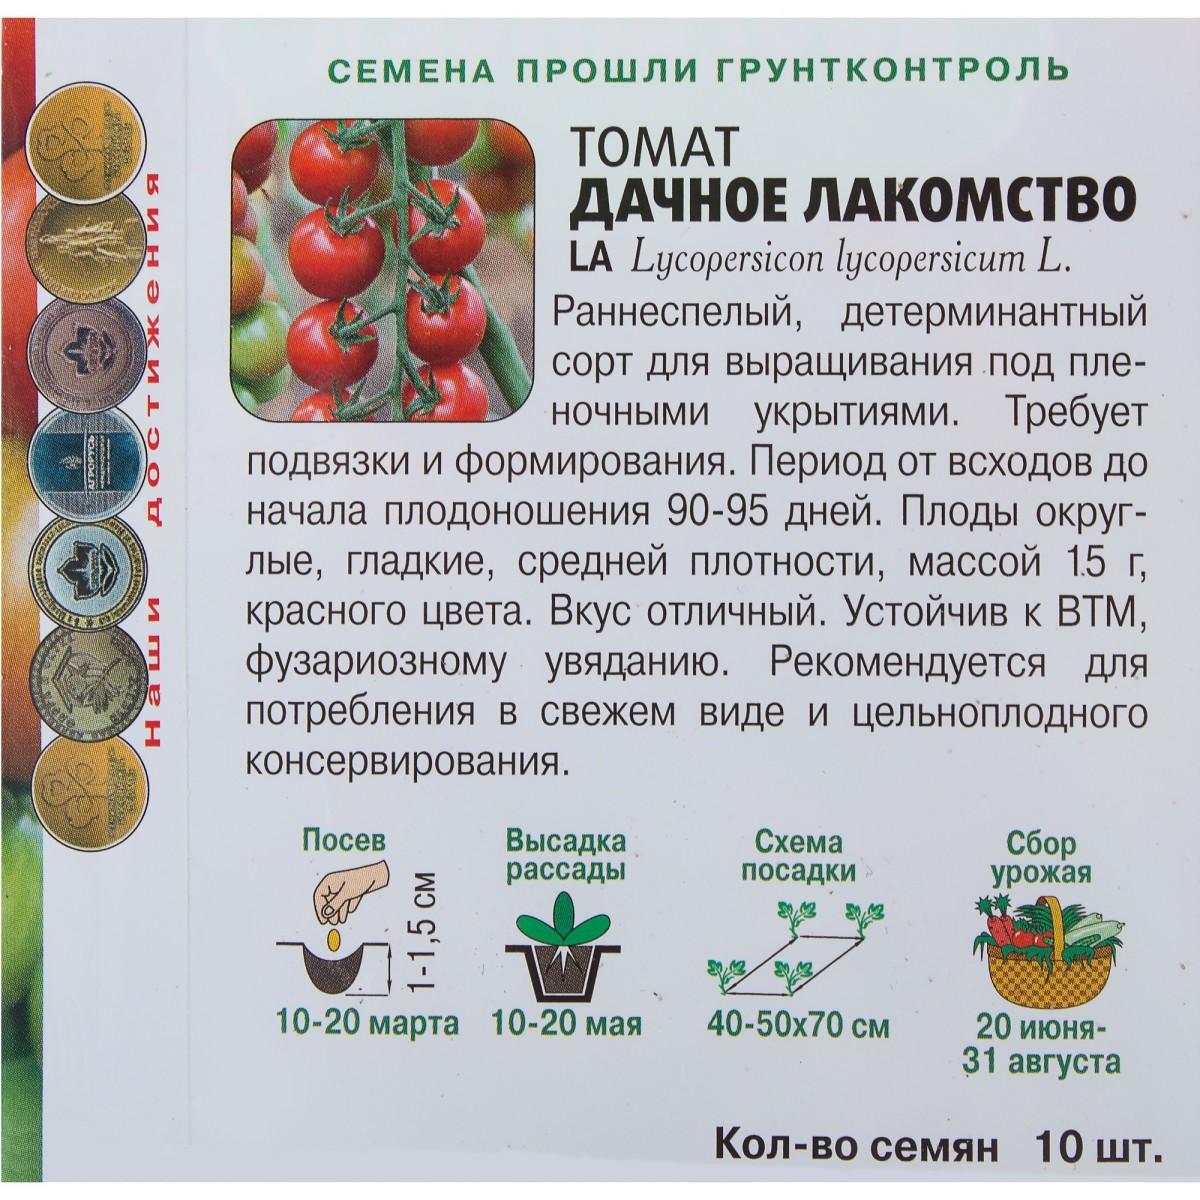 СЕМЕНА ПРОШЛИ ГРУНТКОНТРОЛЬ
ТОМАТ
ДАЧНОЕ ЛАКОМСТВО
LA Lycopersicon lycopersicum L.
Раннеспелый, детерминантный
сорт для выращивания под пле-
ночными укрытиями. Требует
подвязки и формирования. Период от всходов до
начала плодоношения 90-95 дней. Плоды округ-
лые, гладкие, средней плотности, массой 15 г,
красного цвета. Вкус отличный. Устойчив к ВТМ,
фузариозному увяданию. Рекомендуется для
потребления в свежем виде и цельноплодного
консервирования.
Наши достижения
АГРОРУСЬ
Посев
1-1,5 см
10-20 марта
Высадка
рассады
10-20 мая
Схема
посадки
40-50х70 см
Сбор
урожая
20 июня-
31 августа
Кол-во семян 10 шт.